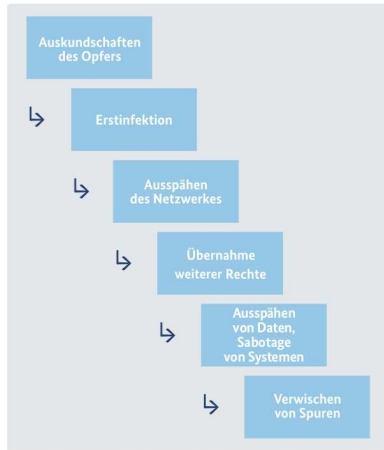 Auskundschaften
des Opfers
Erstinfektion
Ausspähen
des Netzwerkes
Übernahme
weiterer Rechte
Ausspähen
von Daten,
Sabotage
von Systemen
Verwischen
von Spuren